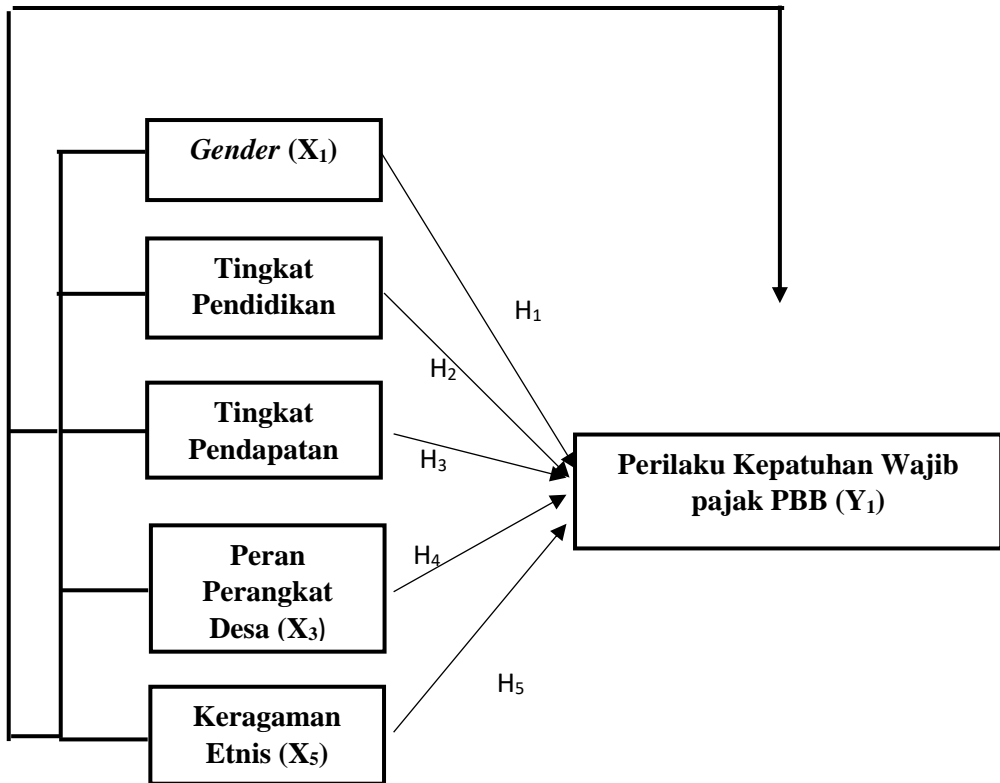 Gender (X₁)
Tingkat
Pendidikan
H₁
H₂
Tingkat
Pendapatan
H₃
Perilaku Kepatuhan Wajib
pajak PBB (Y₁)
Peran
Perangkat
Desa (X₃)
H₄
Keragaman
Etnis (X₅)
H₅